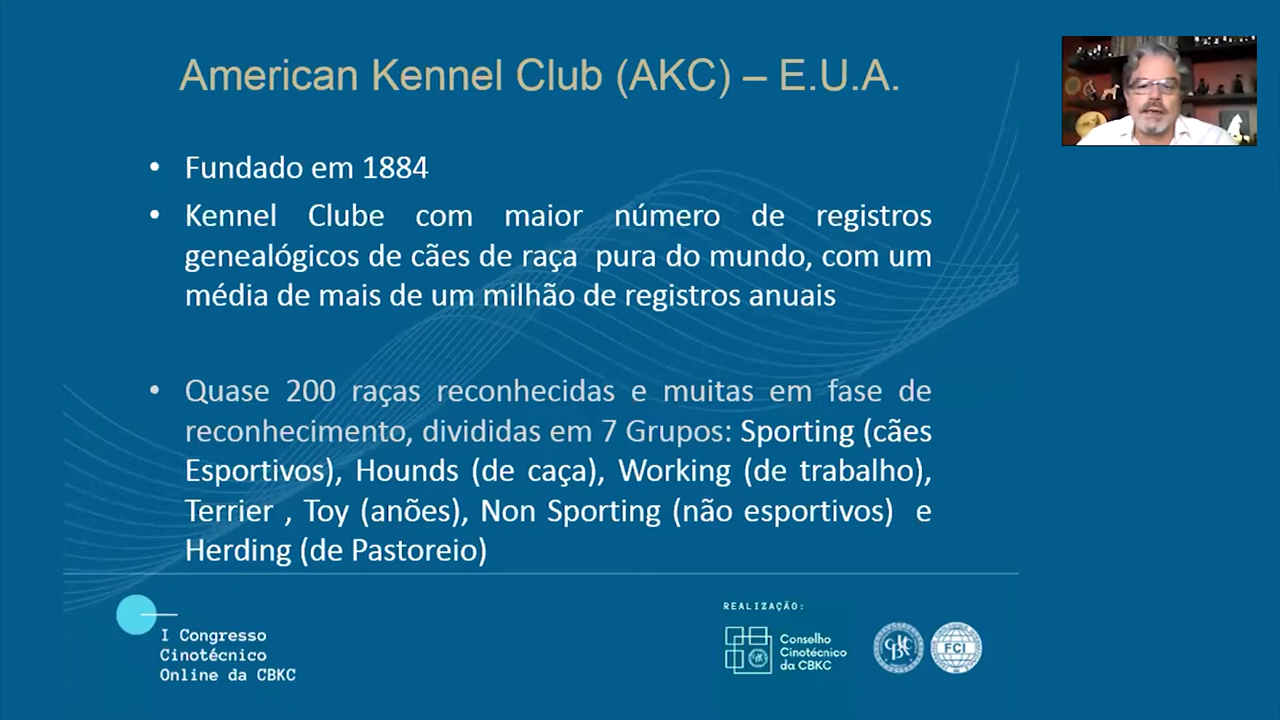 American Kennel Club (AKC) – E.U.A.
• Fundado em 1884
• Kennel Clube com maior número de registros
genealógicos de cães de raça pura do mundo, com um
média de mais de um milhão de registros anuais
• Quase 200 raças reconhecidas e muitas em fase de
reconhecimento, divididas em 7 Grupos: Sporting (cães
Esportivos), Hounds (de caça), Working (de trabalho),
Terrier , Toy (anões), Non Sporting (não esportivos) e
Herding (de Pastoreio)
I Congresso
Cinotécnico
Online da CBKC
REALIZAÇÃO:
Conselho
Cinotécnico
da CBKC
FCI